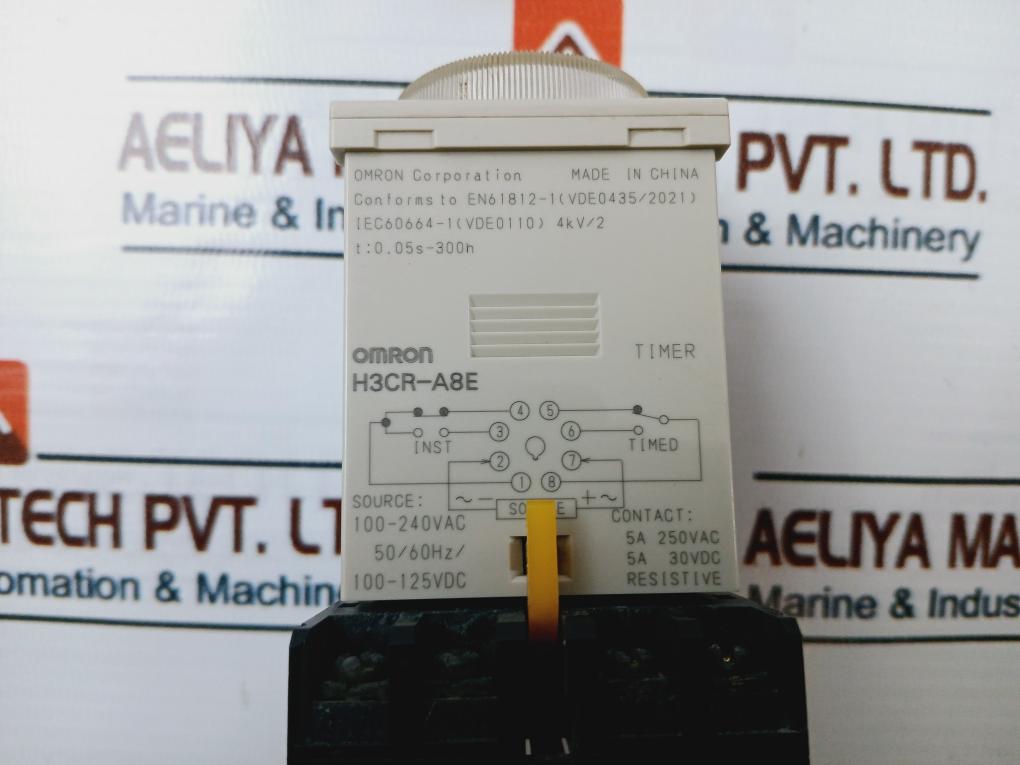 AELIYA PVT. LTD.
Marine & In & Machinery
OMRON Corporation MADE IN CHINA
Conforms to EN61812-1(VDE0435/2021)
IEC60664-1(VDE0110) 4kV/2
t:0.05s-300h
OMRON TIMER
H3CR-A8E
4 5
3 6
INST TIMED
2 7
1 8
~ - SOURCE + ~
SOURCE:
100-240VAC
50/60Hz/
100-125VDC
CONTACT:
5A 250VAC
5A 30VDC
RESISTIVE
TECH PVT. LT
omation & Machin
AELIYA MA
Marine & Indus